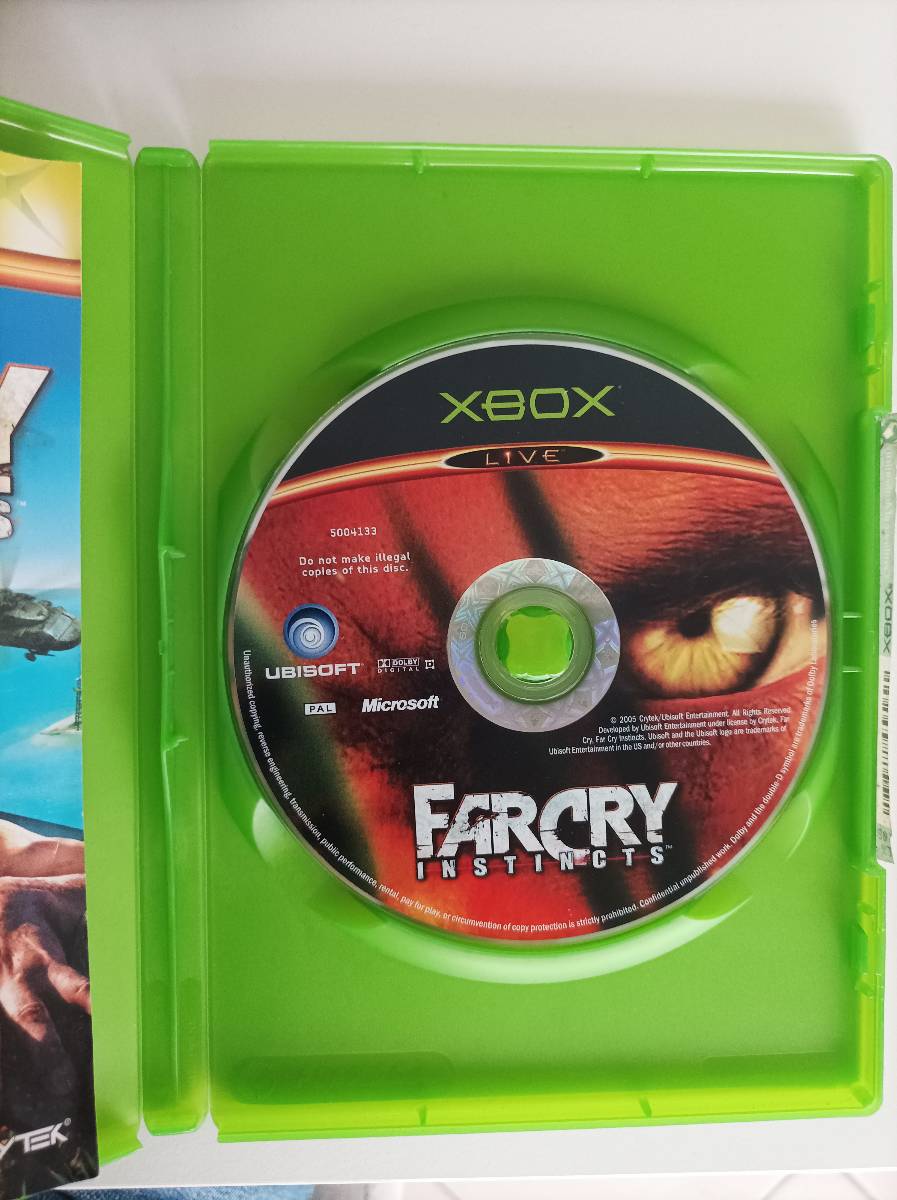 XBOX
LIVE™
5004133
Do not make illegal
copies of this disc.
UBISOFT
DOLBY
DIGITAL
PAL
Microsoft
© 2005 Crytek/Ubisoft Entertainment. All Rights Reserved
Developed by Ubisoft Entertainment under license by Crytek. Far
Cry, Far Cry Instincts, Ubisoft and the Ubisoft logo are trademarks of
Ubisoft Entertainment in the US and/or other countries.
FARCRY
INSTINCTS™
Unauthorized copying, reverse engineering, transmission, public performance, rental, pay for play, or circumvention of copy protection is strictly prohibited. Confidential unpublished work. Dolby and the double-D symbol are trademarks of Dolby Laboratories
Y
S™
YTEK®
XBOX